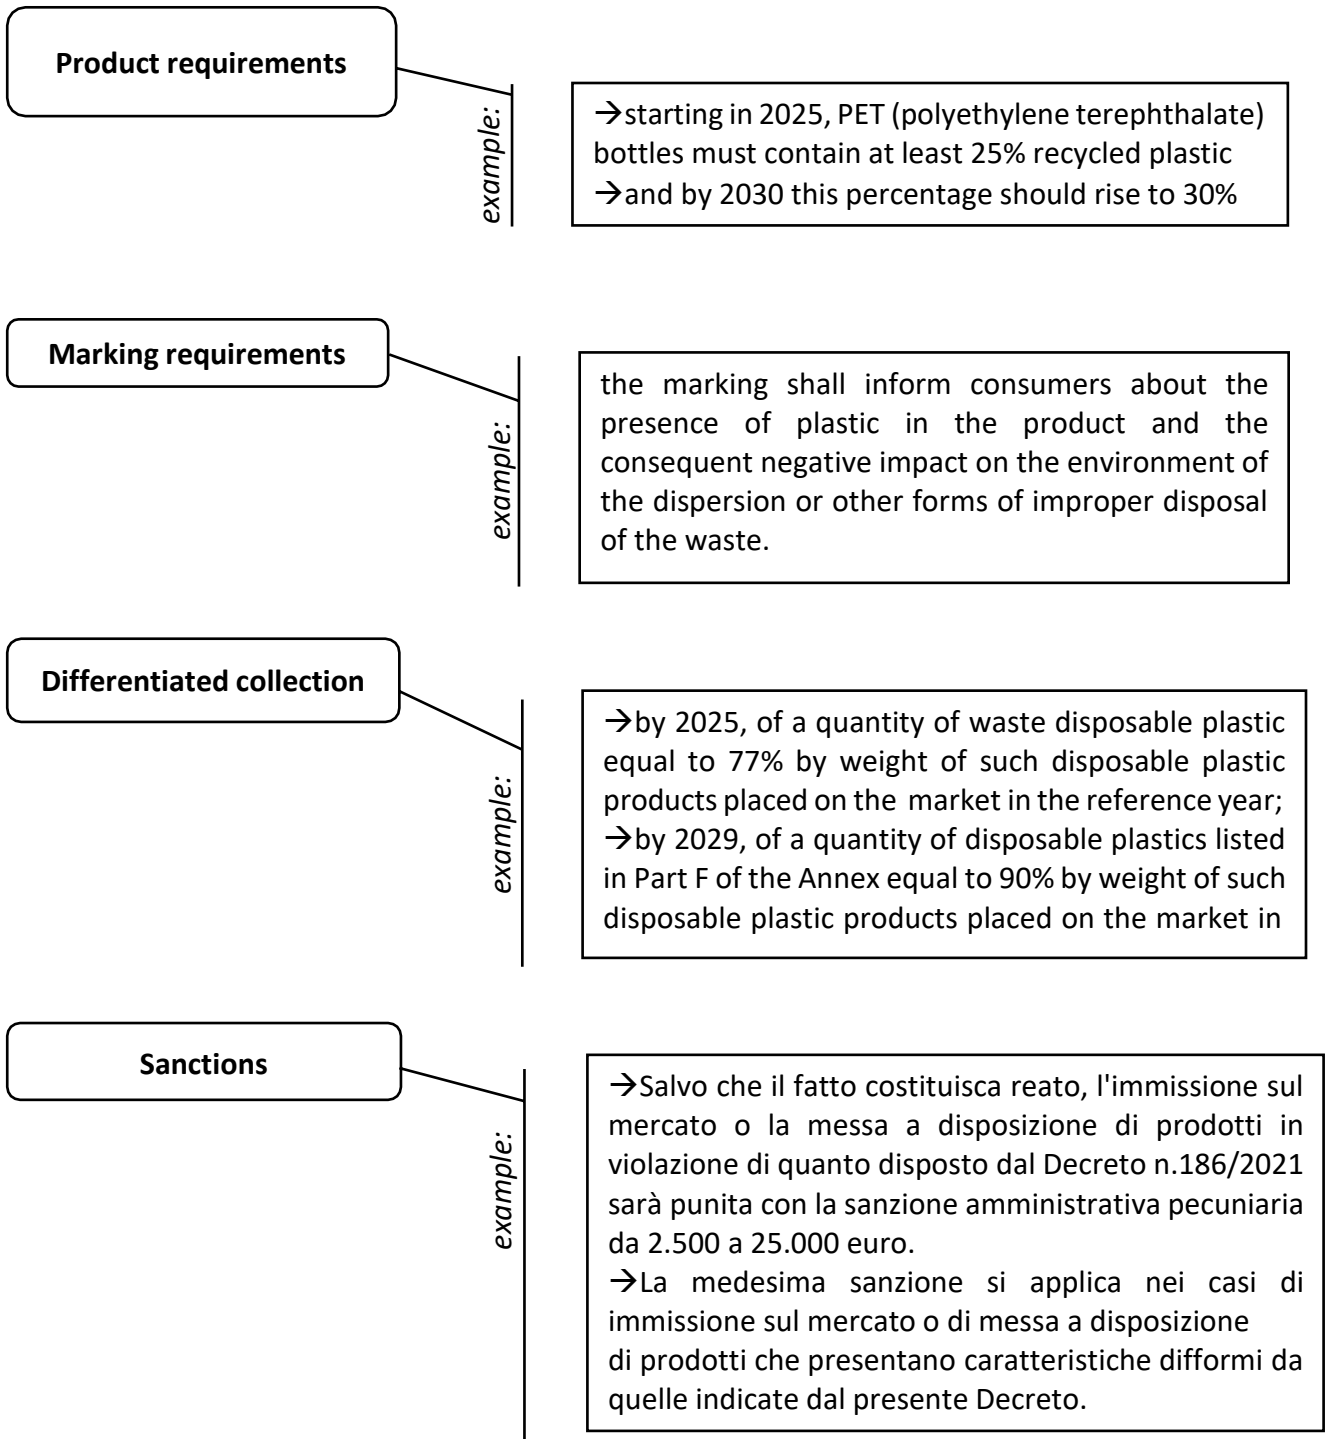 Product requirements
example:
→starting in 2025, PET (polyethylene terephthalate)
bottles must contain at least 25% recycled plastic
→and by 2030 this percentage should rise to 30%
Marking requirements
example:
the marking shall inform consumers about the
presence of plastic in the product and the
consequent negative impact on the environment of
the dispersion or other forms of improper disposal
of the waste.
Differentiated collection
example:
→by 2025, of a quantity of waste disposable plastic
equal to 77% by weight of such disposable plastic
products placed on the market in the reference year;
→by 2029, of a quantity of disposable plastics listed
in Part F of the Annex equal to 90% by weight of such
disposable plastic products placed on the market in
Sanctions
example:
→Salvo che il fatto costituisca reato, l'immissione sul
mercato o la messa a disposizione di prodotti in
violazione di quanto disposto dal Decreto n.186/2021
sarà punita con la sanzione amministrativa pecuniaria
da 2.500 a 25.000 euro.
→La medesima sanzione si applica nei casi di
immissione sul mercato o di messa a disposizione
di prodotti che presentano caratteristiche difformi da
quelle indicate dal presente Decreto.